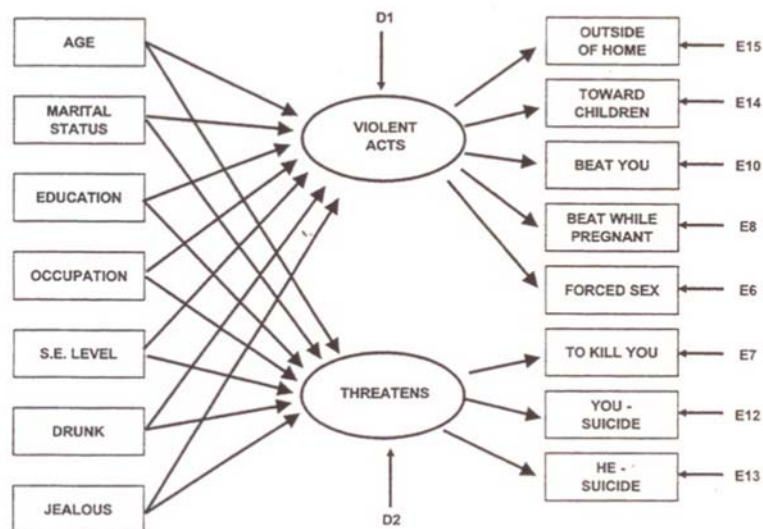 AGE
MARITAL
STATUS
EDUCATION
OCCUPATION
S.E. LEVEL
DRUNK
JEALOUS
D1
VIOLENT
ACTS
THREATENS
D2
OUTSIDE
OF HOME
E15
TOWARD
CHILDREN
E14
BEAT YOU
E10
BEAT WHILE
PREGNANT
E8
FORCED SEX
E6
TO KILL YOU
E7
YOU -
SUICIDE
E12
HE -
SUICIDE
E13